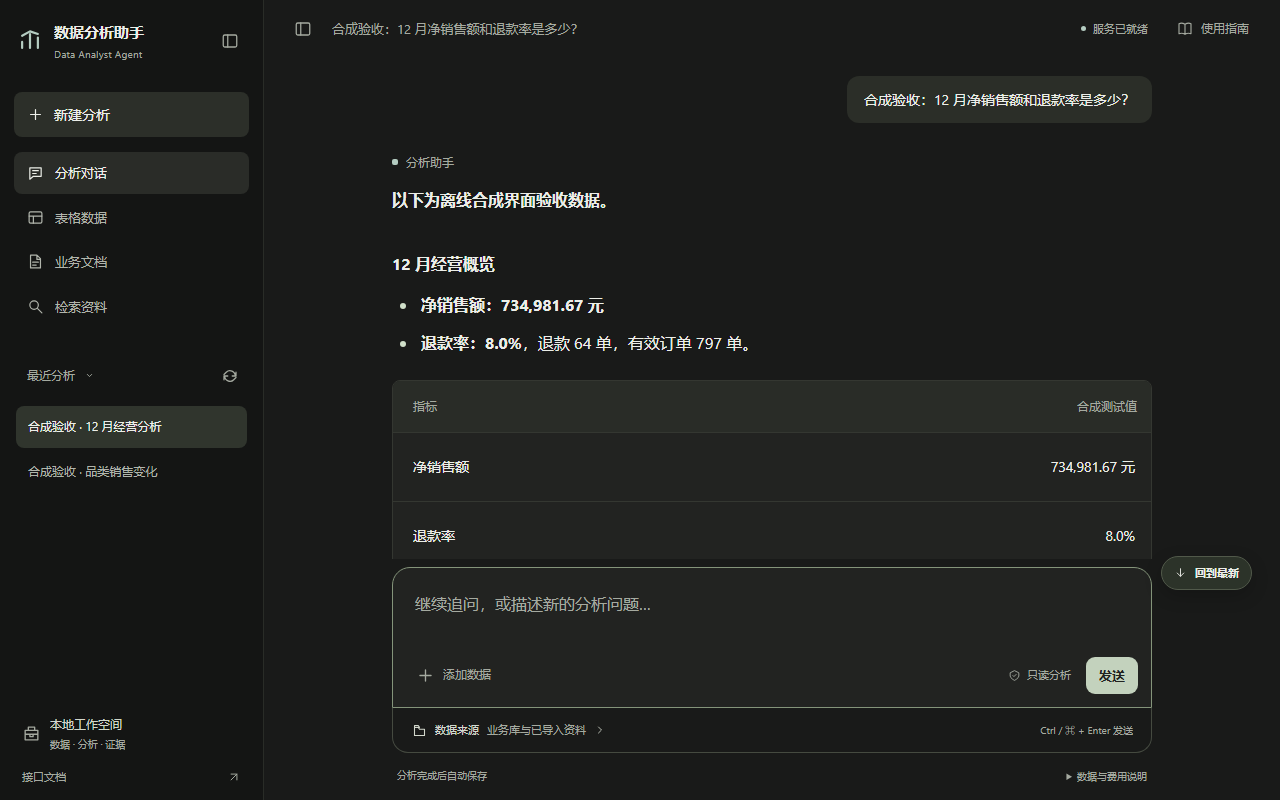 数据分析助手
Data Analyst Agent
新建分析
分析对话
表格数据
业务文档
检索资料
最近分析
合成验收 · 12 月经营分析
合成验收 · 品类销售变化
本地工作空间
数据 · 分析 · 证据
接口文档
合成验收：12 月净销售额和退款率是多少？
服务已就绪
使用指南
合成验收：12 月净销售额和退款率是多少？
分析助手
以下为离线合成界面验收数据。
12 月经营概览
净销售额：734,981.67 元
退款率：8.0%，退款 64 单，有效订单 797 单。
指标 合成测试值
净销售额 734,981.67 元
退款率 8.0%
回到最新
继续追问，或描述新的分析问题...
添加数据
只读分析
发送
数据来源 业务库与已导入资料
Ctrl / ⌘ + Enter 发送
分析完成后自动保存
数据与费用说明